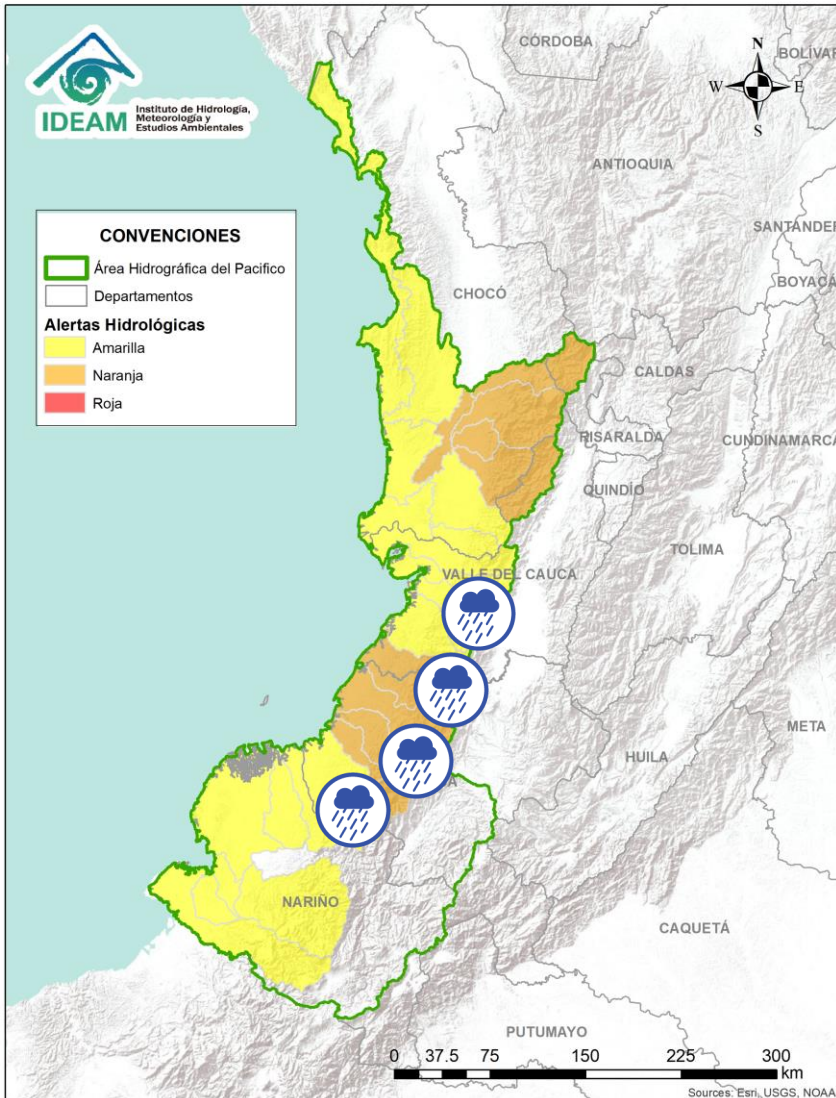 IDEAM
Instituto de Hidrología,
Meteorología y
Estudios Ambientales
CÓRDOBA
BOLÍVAR
N
W
E
S
ANTIOQUIA
SANTANDER
BOYACÁ
CONVENCIONES
Área Hidrográfica del Pacifico
Departamentos
Alertas Hidrológicas
Amarilla
Naranja
Roja
CHOCÓ
CALDAS
RISARALDA
CUNDINAMARCA
QUINDÍO
TOLIMA
VALLE DEL CAUCA
META
HUILA
A
NARIÑO
CAQUETÁ
PUTUMAYO
0 37.5 75 150 225 300
km
Sources: Esri, USGS, NOAA